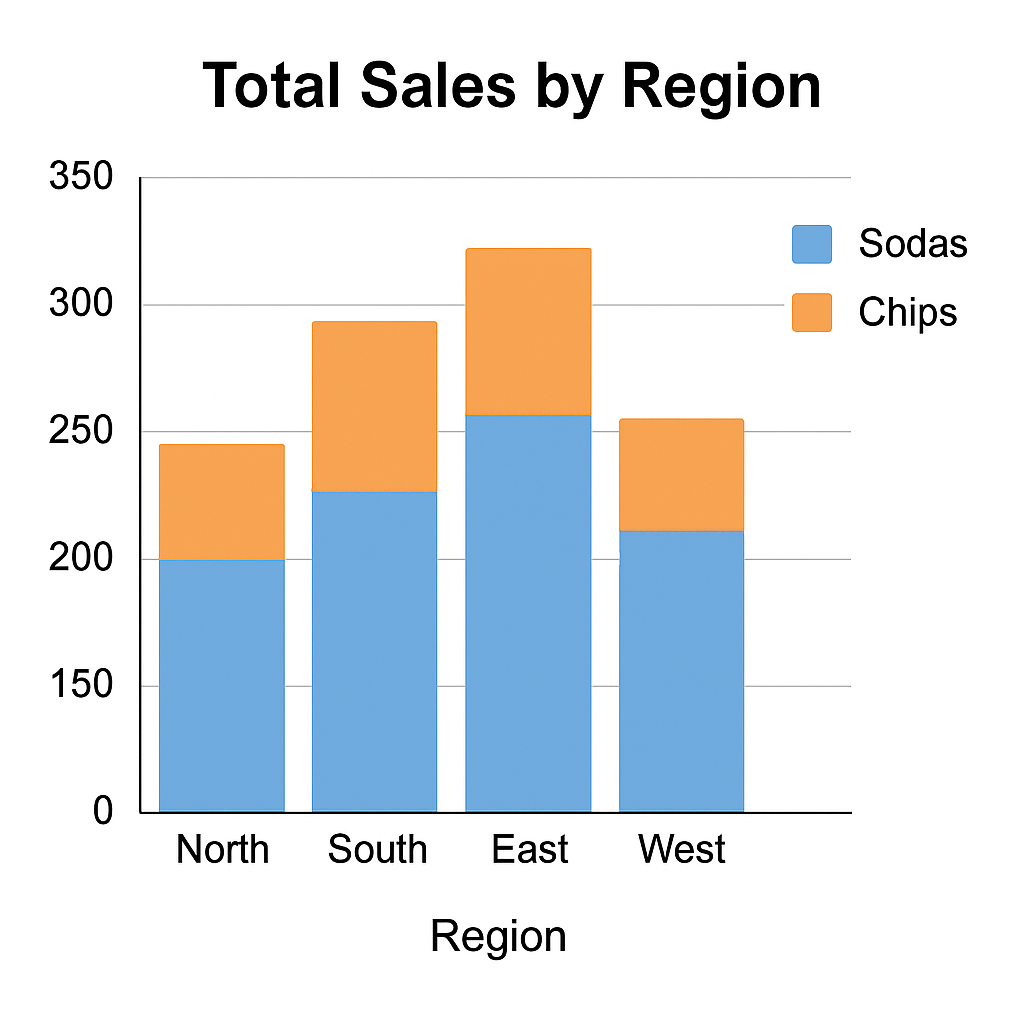 Total Sales by Region
350
300
250
200
150
0
Sodas
Chips
North South East West
Region